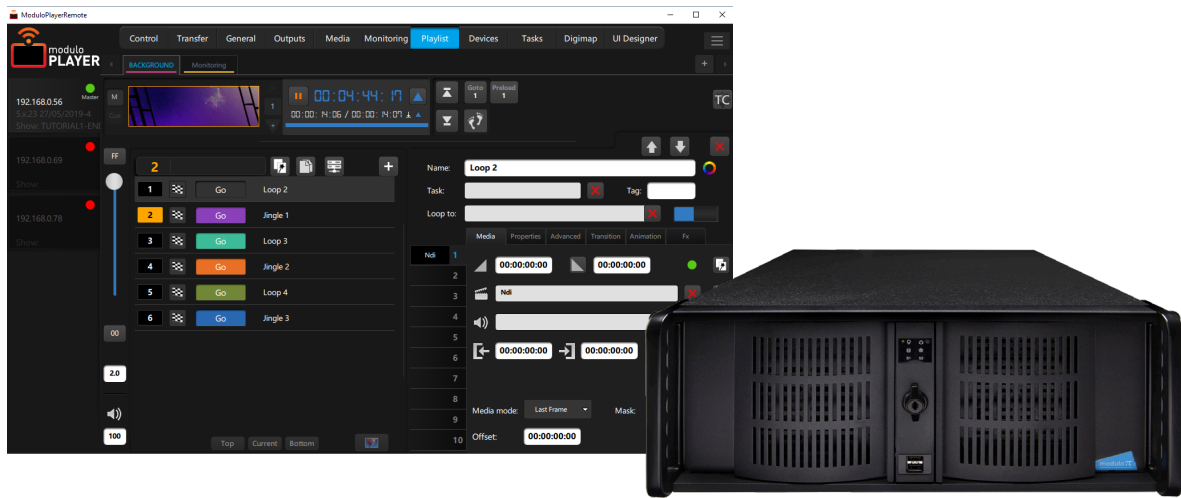 ModuloPlayerRemote
modulo
PLAYER
Control Transfer General Outputs Media Monitoring Playlist Devices Tasks Digimap UI Designer
BACKGROUND Monitoring
192.168.0.56 Master
5.x.23 27/05/2019-4
Show: TUTORIAL1-ENI
192.168.0.69
Show:
192.168.0.78
Show:
M
Cue
1
00:04:44:17
00:00:14:06 / 00:00:14:07
Goto
1
Preload
1
TC
FF
00
2.0
100
2
1 Go Loop 2
2 Go Jingle 1
3 Go Loop 3
4 Go Jingle 2
5 Go Loop 4
6 Go Jingle 3
Top Current Bottom
Name: Loop 2
Task: Tag:
Loop to:
Media Properties Advanced Transition Animation Fx
Ndi 1
2
3
4
5
6
7
8
9
10
00:00:00:00 00:00:00:00
Ndi
00:00:00:00 00:00:00:00
Media mode: Last Frame Mask:
Offset: 00:00:00:00
modulo π